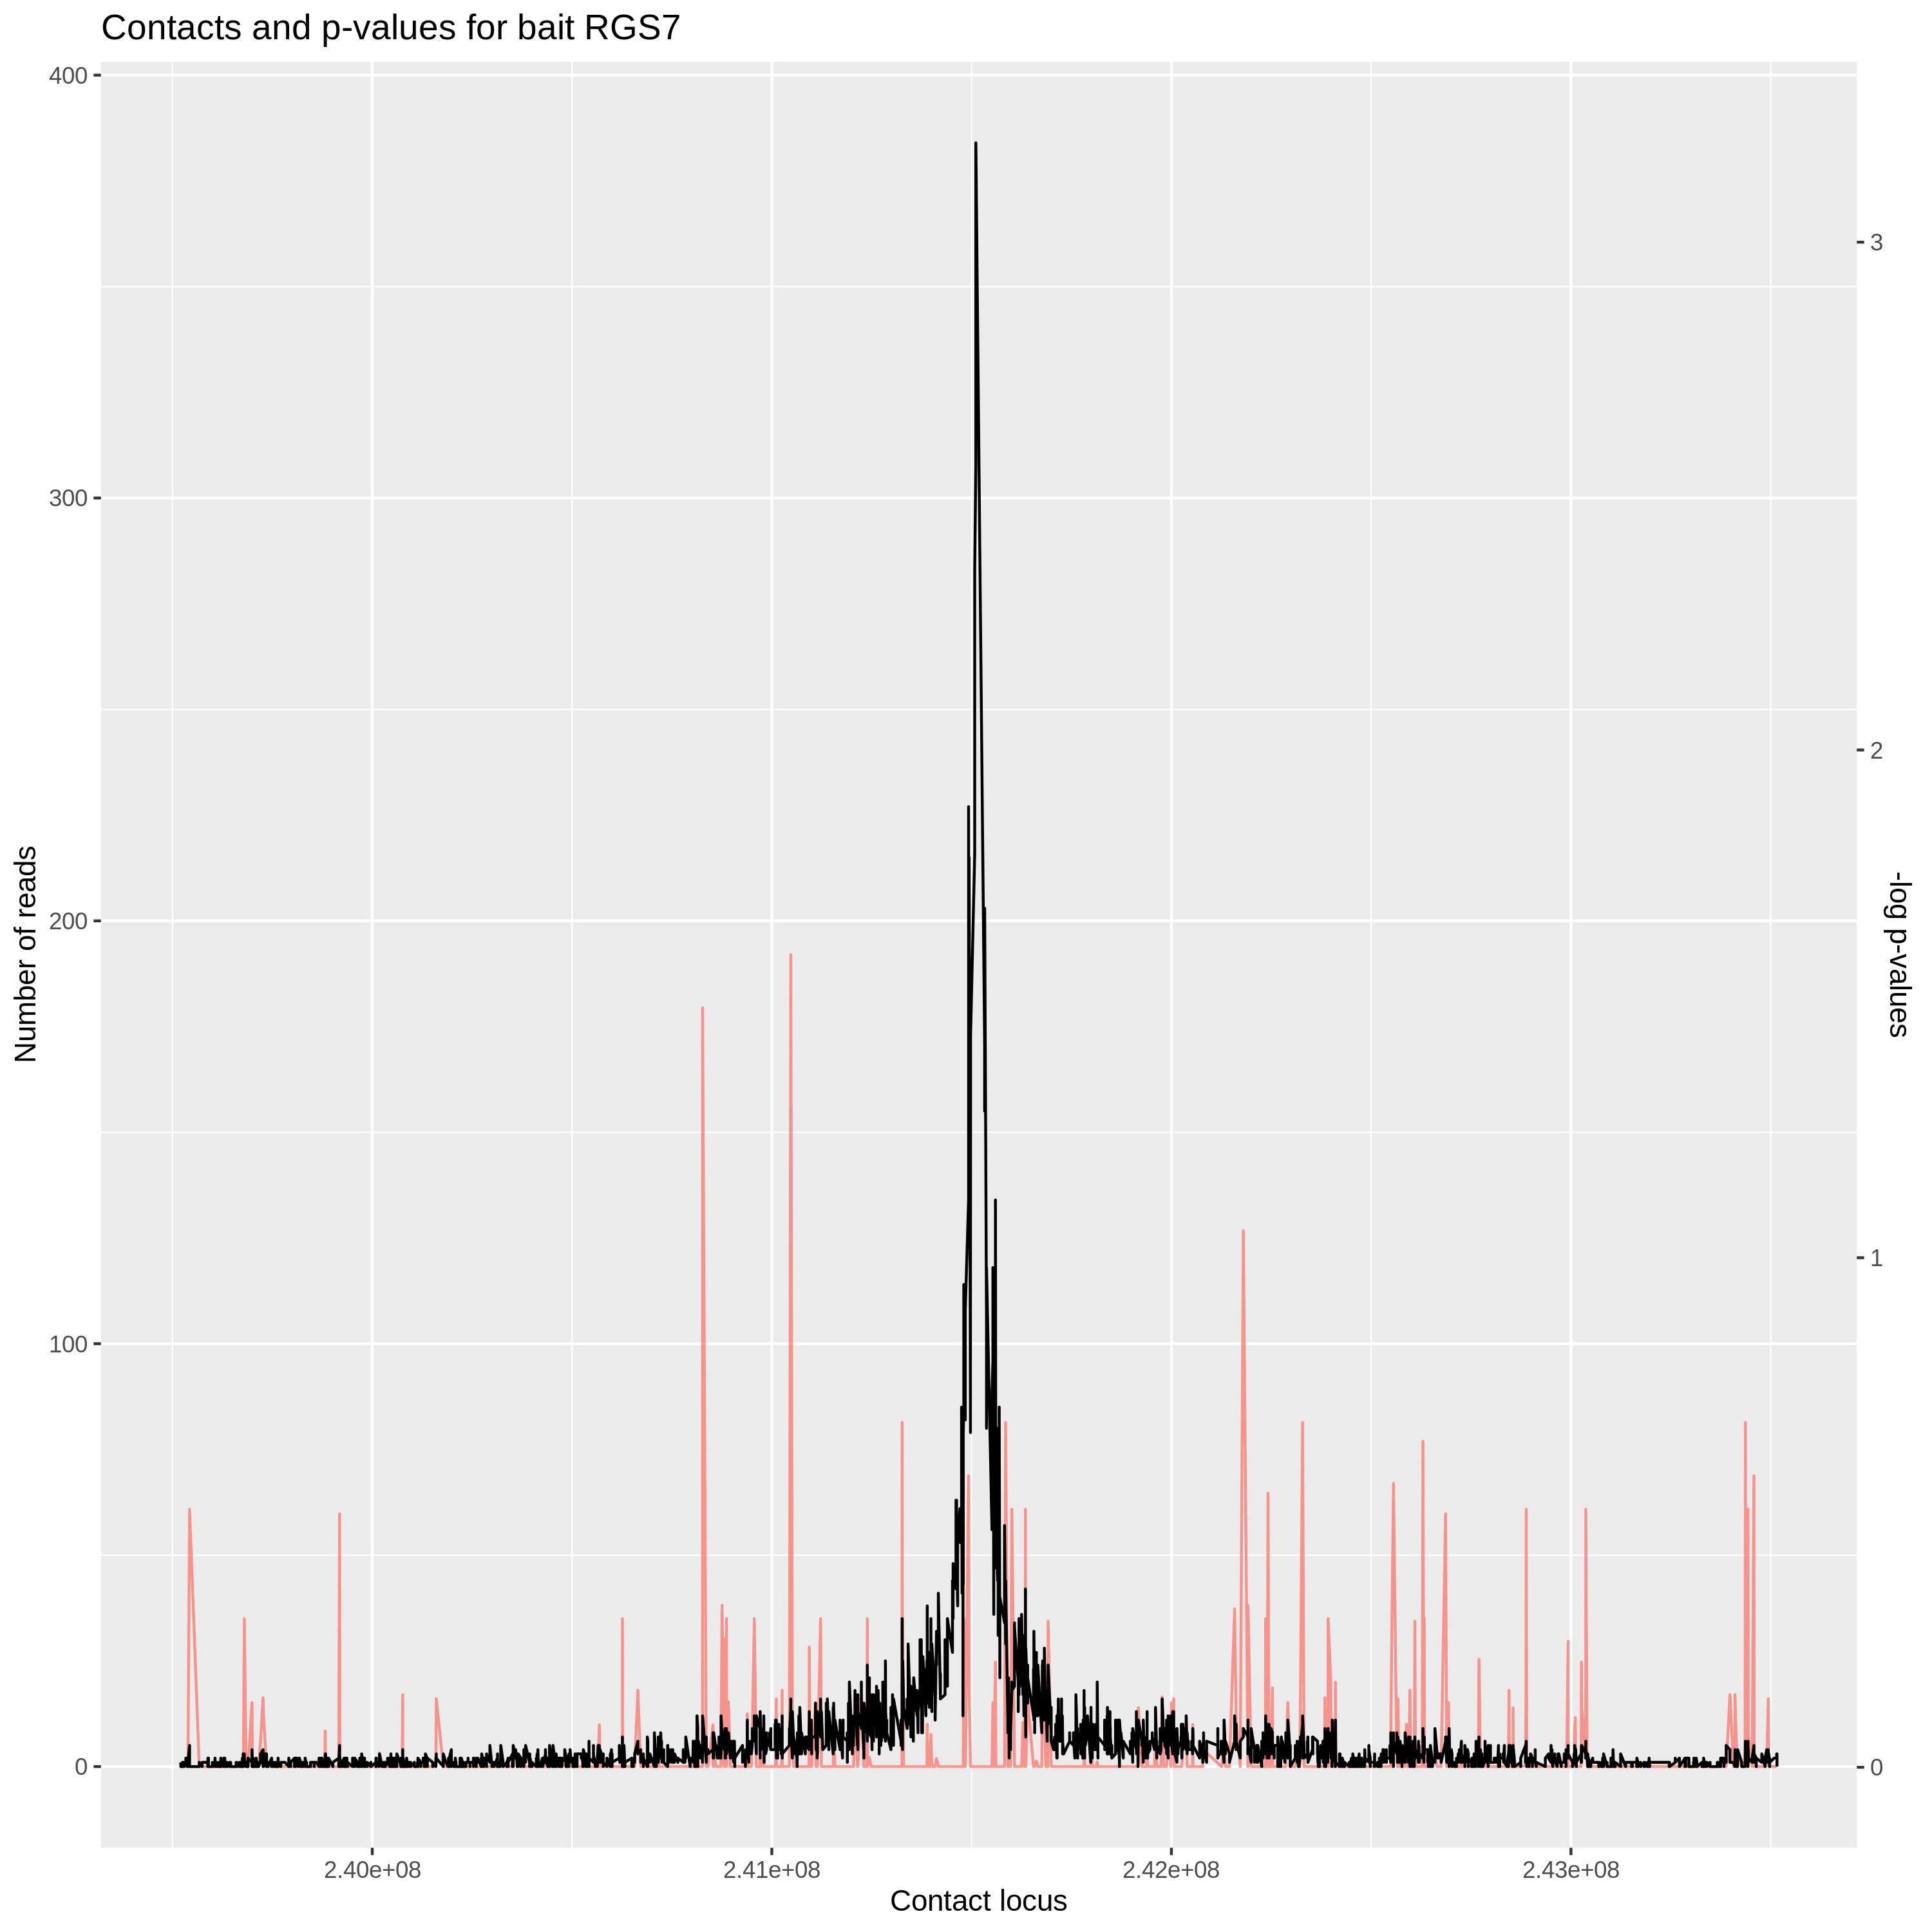 Contacts and p-values for bait RGS7
400
300
200
100
0
Number of reads
3
2
1
0
-log p-values
2.40e+08
2.41e+08
2.42e+08
2.43e+08
Contact locus